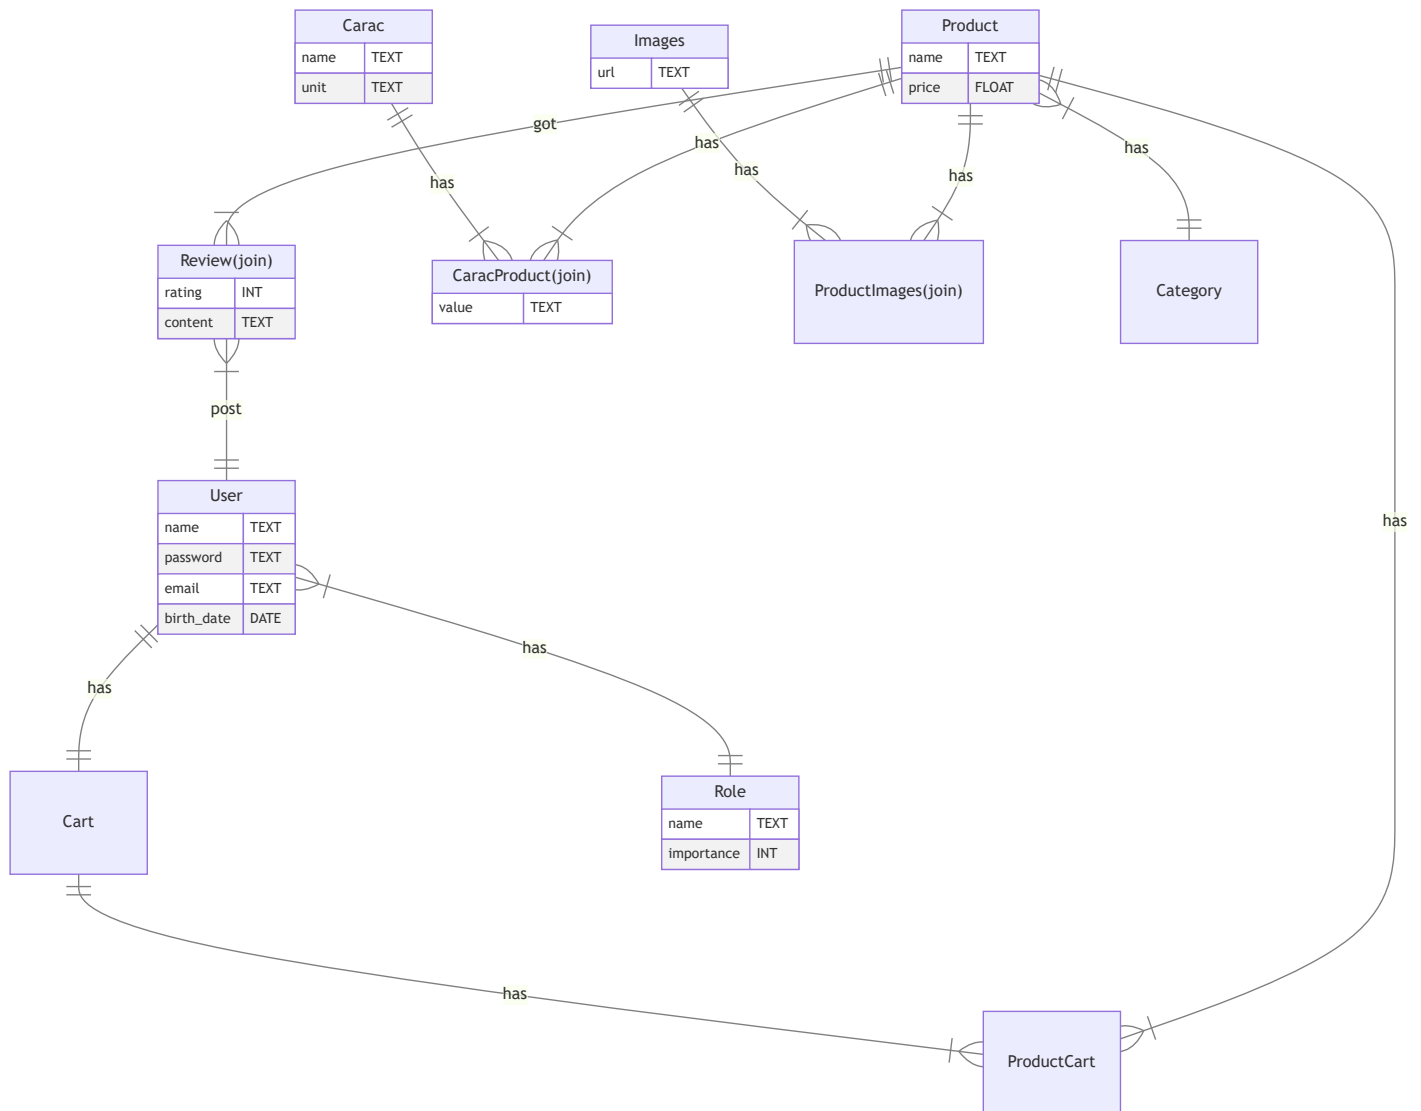 Carac
name TEXT
unit TEXT
Images
url TEXT
Product
name TEXT
price FLOAT
got
has
has
has
has
has
Review(join)
rating INT
content TEXT
CaracProduct(join)
value TEXT
ProductImages(join)
Category
post
User
name TEXT
password TEXT
email TEXT
birth_date DATE
has
has
has
Cart
Role
name TEXT
importance INT
has
ProductCart